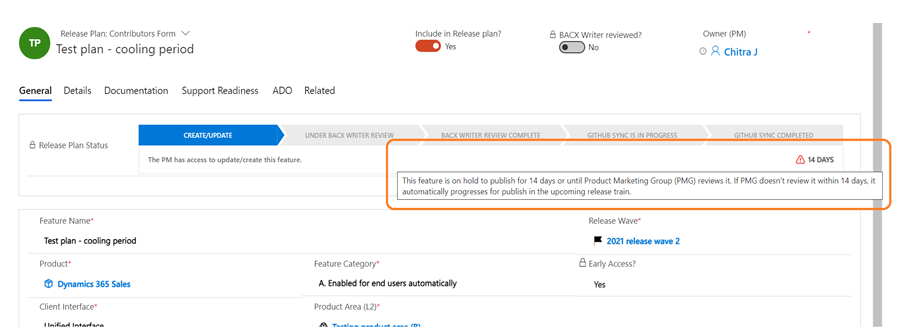 TP
Release Plan: Contributors Form
Test plan - cooling period
Include in Release plan?
Yes
BACX Writer reviewed?
No
Owner (PM)
*
Chitra J
General Details Documentation Support Readiness ADO Related
Release Plan Status
CREATE/UPDATE UNDER BACX WRITER REVIEW BACX WRITER REVIEW COMPLETE GITHUB SYNC IS IN PROGRESS GITHUB SYNC COMPLETED
The PM has access to update/create this feature.
14 DAYS
This feature is on hold to publish for 14 days or until Product Marketing Group (PMG) reviews it. If PMG doesn't review it within 14 days, it
automatically progresses for publish in the upcoming release train.
Feature Name*
Release Wave*
Test plan - cooling period
2021 release wave 2
Product*
Feature Category*
Early Access?
Dynamics 365 Sales
A. Enabled for end users automatically
Yes
Client Interface*
Product Area (L2)*
Unified Interface
Testing product area (B)